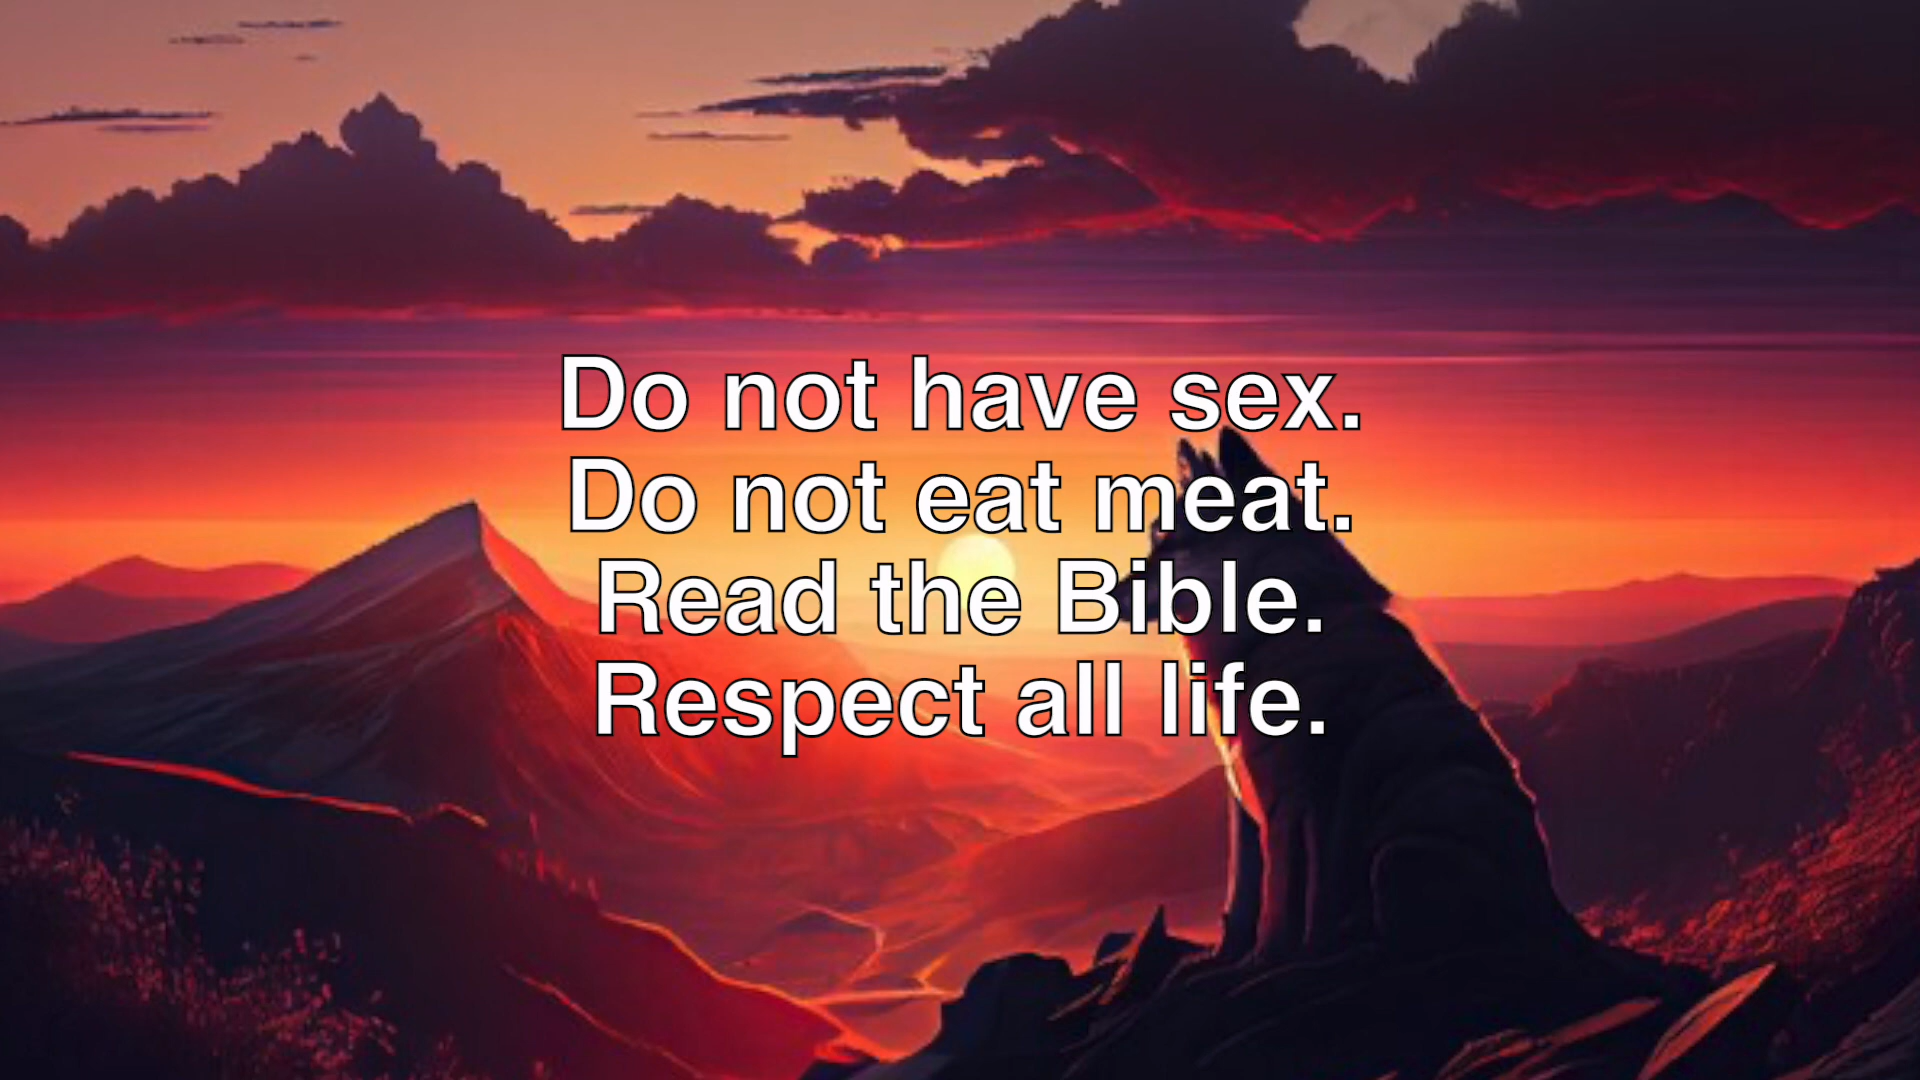 Do not have sex.
Do not eat meat.
Read the Bible.
Respect all life.